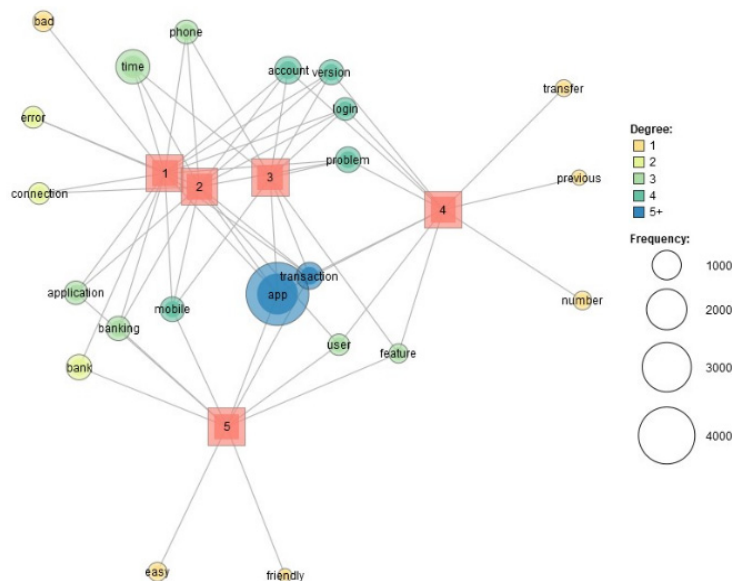 bad
phone
time
account
version
transfer
login
error
problem
Degree:
1
2
3
4
5+
1
2
3
4
previous
connection
Frequency:
1000
2000
3000
4000
transaction
app
application
mobile
number
banking
user
feature
bank
5
easy
friendly